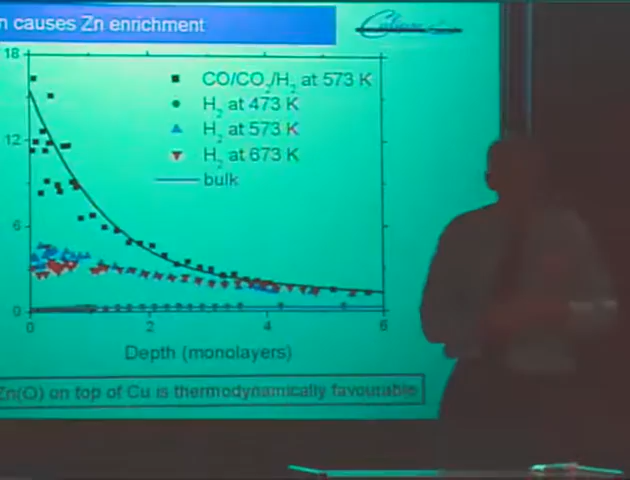 n causes Zn enrichment
18
CO/CO2/H2 at 573 K
H2 at 473 K
12
H2 at 573 K
H2 at 673 K
bulk
6
0
0 2 4 6
Depth (monolayers)
Zn(O) on top of Cu is thermodynamically favourable